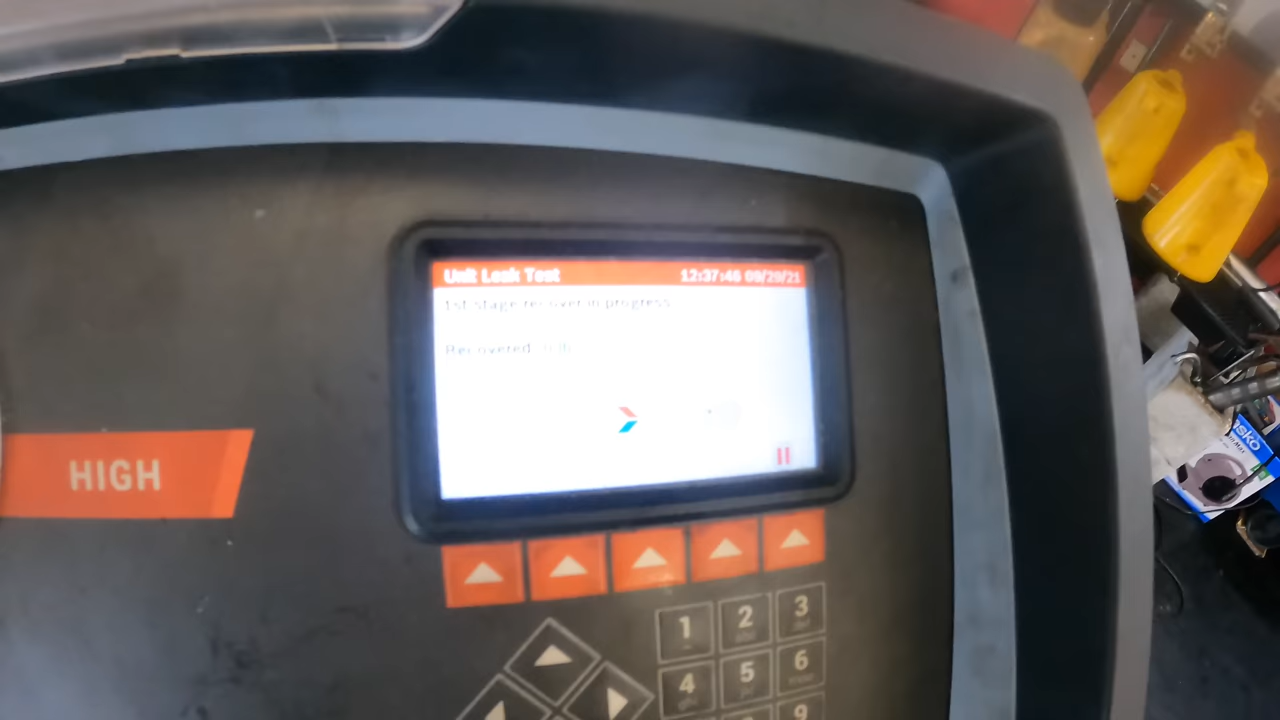 Unit Leak Test 12:37:46 09/29/21
1st stage recover in progress
Recovered
HIGH
1 2 3
4 5 6
9
asko